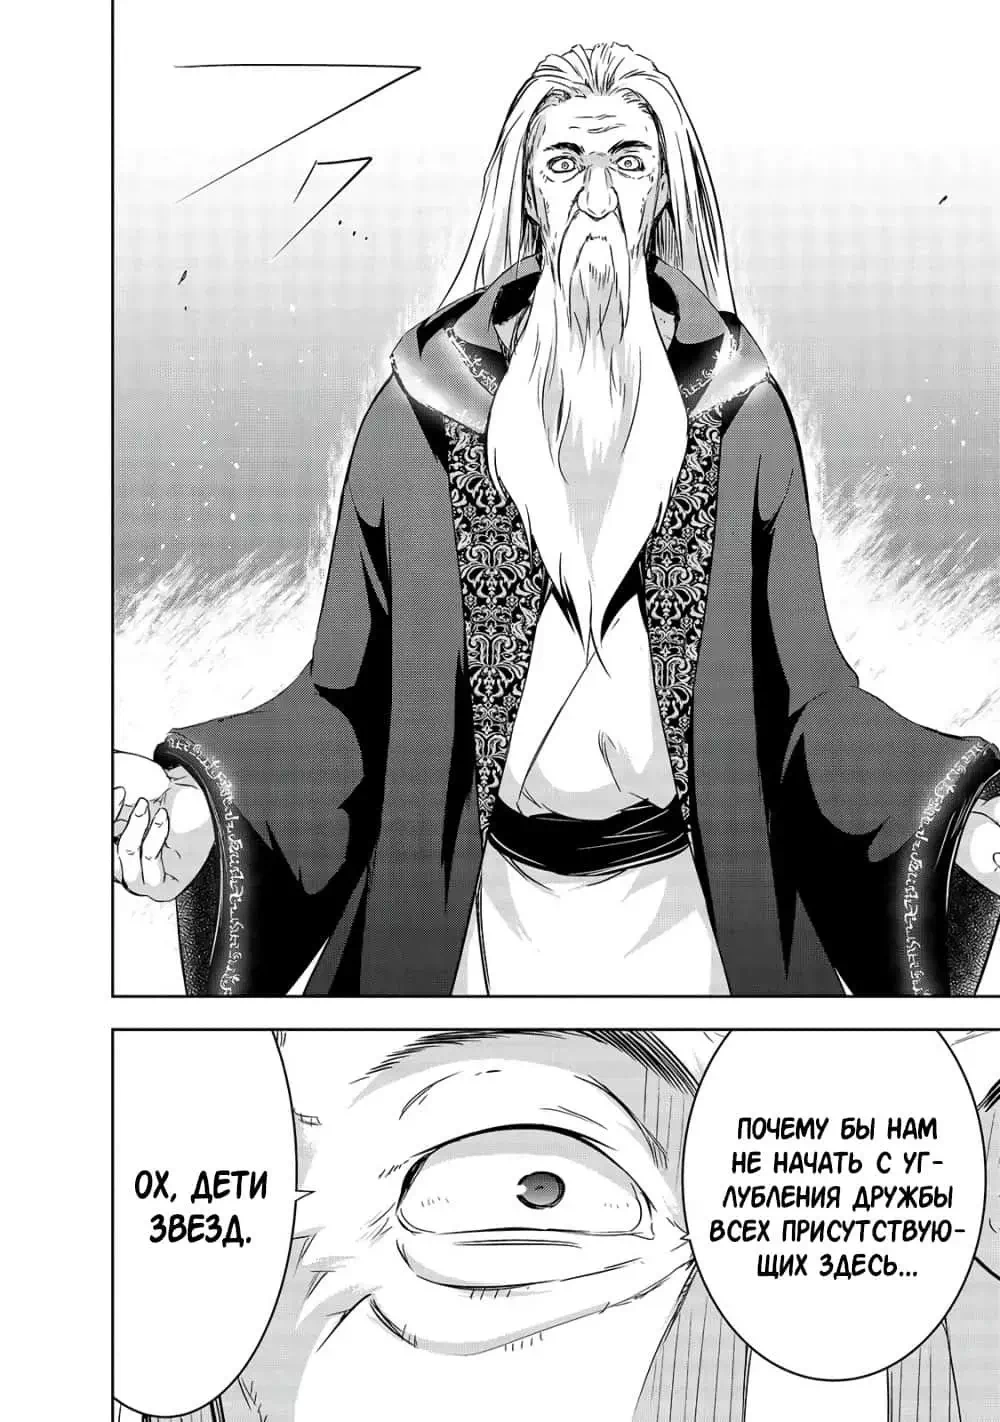 ПОЧЕМУ БЫ НАМ
НЕ НАЧАТЬ С УГ-
ЛУБЛЕНИЯ ДРУЖБЫ
ВСЕХ ПРИСУТСТВУЮ-
ЩИХ ЗДЕСЬ...
ОХ, ДЕТИ
ЗВЕЗД.